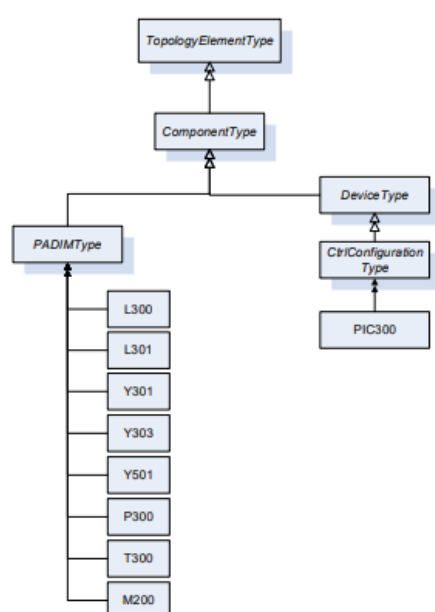 TopologyElementType
ComponentType
DeviceType
PADIMType
CtrlConfiguration
Type
L300
PIC300
L301
Y301
Y303
Y501
P300
T300
M200